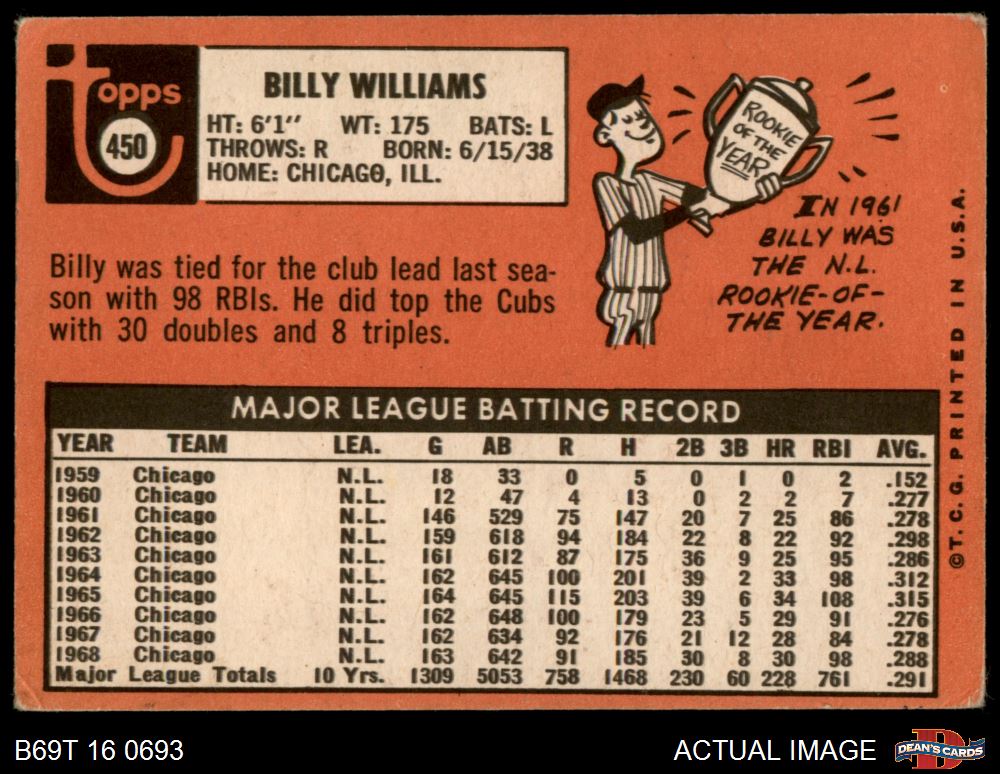 Topps
450
BILLY WILLIAMS
HT: 6'1" WT: 175 BATS: L
THROWS: R BORN: 6/15/38
HOME: CHICAGO, ILL.
Billy was tied for the club lead last sea-
son with 98 RBIs. He did top the Cubs
with 30 doubles and 8 triples.
ROOKIE
OF THE
YEAR
IN 1961
BILLY WAS
THE N.L.
ROOKIE-OF-
THE YEAR.
©T. C. G. PRINTED IN U.S.A.
MAJOR LEAGUE BATTING RECORD
YEAR TEAM LEA. G AB R H 2B 3B HR RBI AVG.
1959 Chicago N.L. 18 33 0 5 0 1 0 2 .152
1960 Chicago N.L. 12 47 4 13 0 2 2 7 .277
1961 Chicago N.L. 146 529 75 147 20 7 25 86 .278
1962 Chicago N.L. 159 618 94 184 22 8 22 92 .298
1963 Chicago N.L. 161 612 87 175 36 9 25 95 .286
1964 Chicago N.L. 162 645 100 201 39 2 33 98 .312
1965 Chicago N.L. 164 645 115 203 39 6 34 108 .315
1966 Chicago N.L. 162 648 100 179 23 5 29 91 .276
1967 Chicago N.L. 162 634 92 176 21 12 28 84 .278
1968 Chicago N.L. 163 642 91 185 30 8 30 98 .288
Major League Totals 10 Yrs. 1309 5053 758 1468 230 60 228 761 .291
B69T 16 0693
ACTUAL IMAGE
DEAN'S CARDS